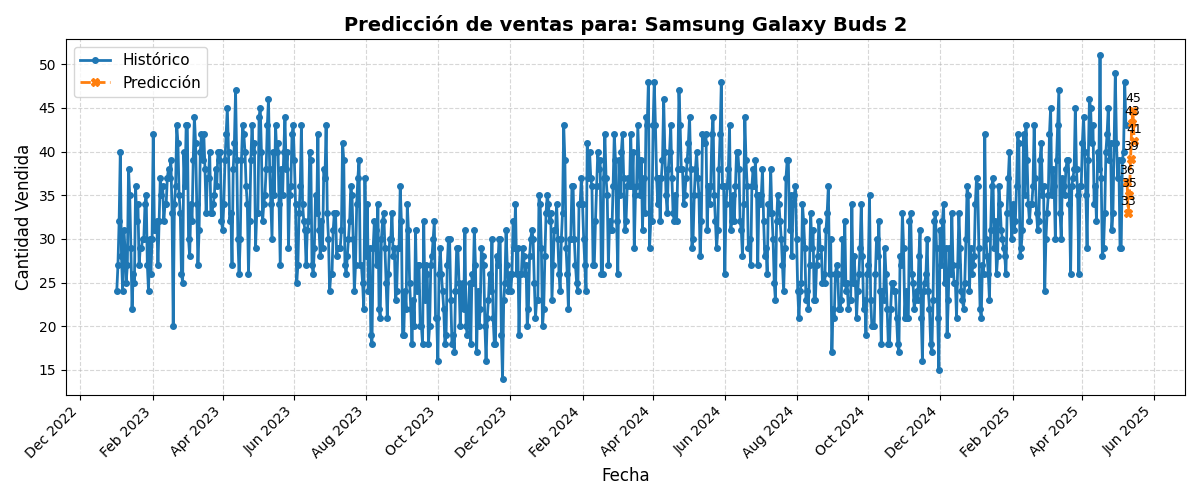 Predicción de ventas para: Samsung Galaxy Buds 2
Histórico
Predicción
Cantidad Vendida
50
45
40
35
30
25
20
15
45
43
41
39
36
35
33
Dec 2022
Feb 2023
Apr 2023
Jun 2023
Aug 2023
Oct 2023
Dec 2023
Feb 2024
Apr 2024
Jun 2024
Aug 2024
Oct 2024
Dec 2024
Feb 2025
Apr 2025
Jun 2025
Fecha